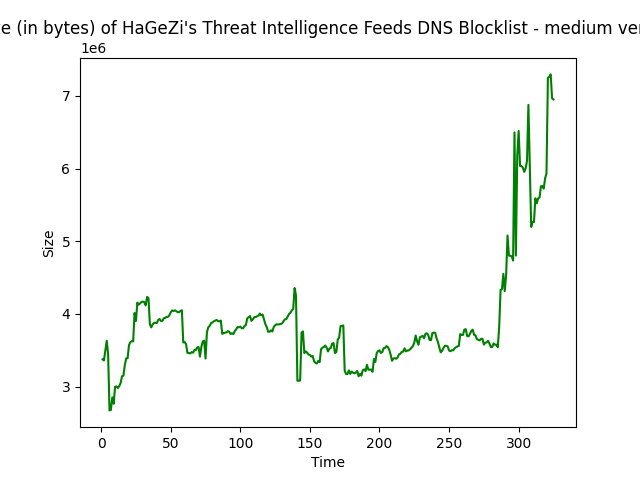 e (in bytes) of HaGeZi's Threat Intelligence Feeds DNS Blocklist - medium ver
1e6
7
6
5
4
3
Size
0 50 100 150 200 250 300
Time